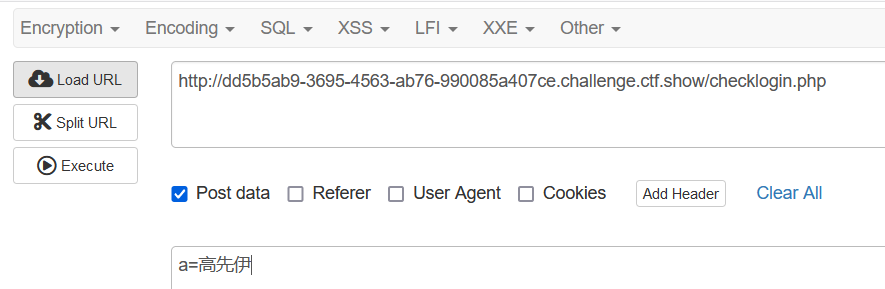 Encryption Encoding SQL XSS LFI XXE Other
Load URL
http://dd5b5ab9-3695-4563-ab76-990085a407ce.challenge.ctf.show/checklogin.php
Split URL
Execute
Post data Referer User Agent Cookies Add Header Clear All
a=高先伊